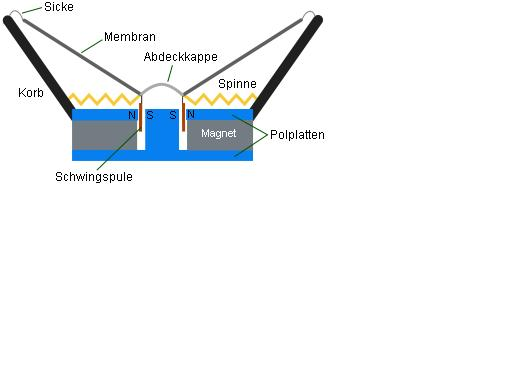 Sicke
Membran
Abdeckkappe
Korb
Spinne
N S S N
Magnet
Polplatten
Schwingspule